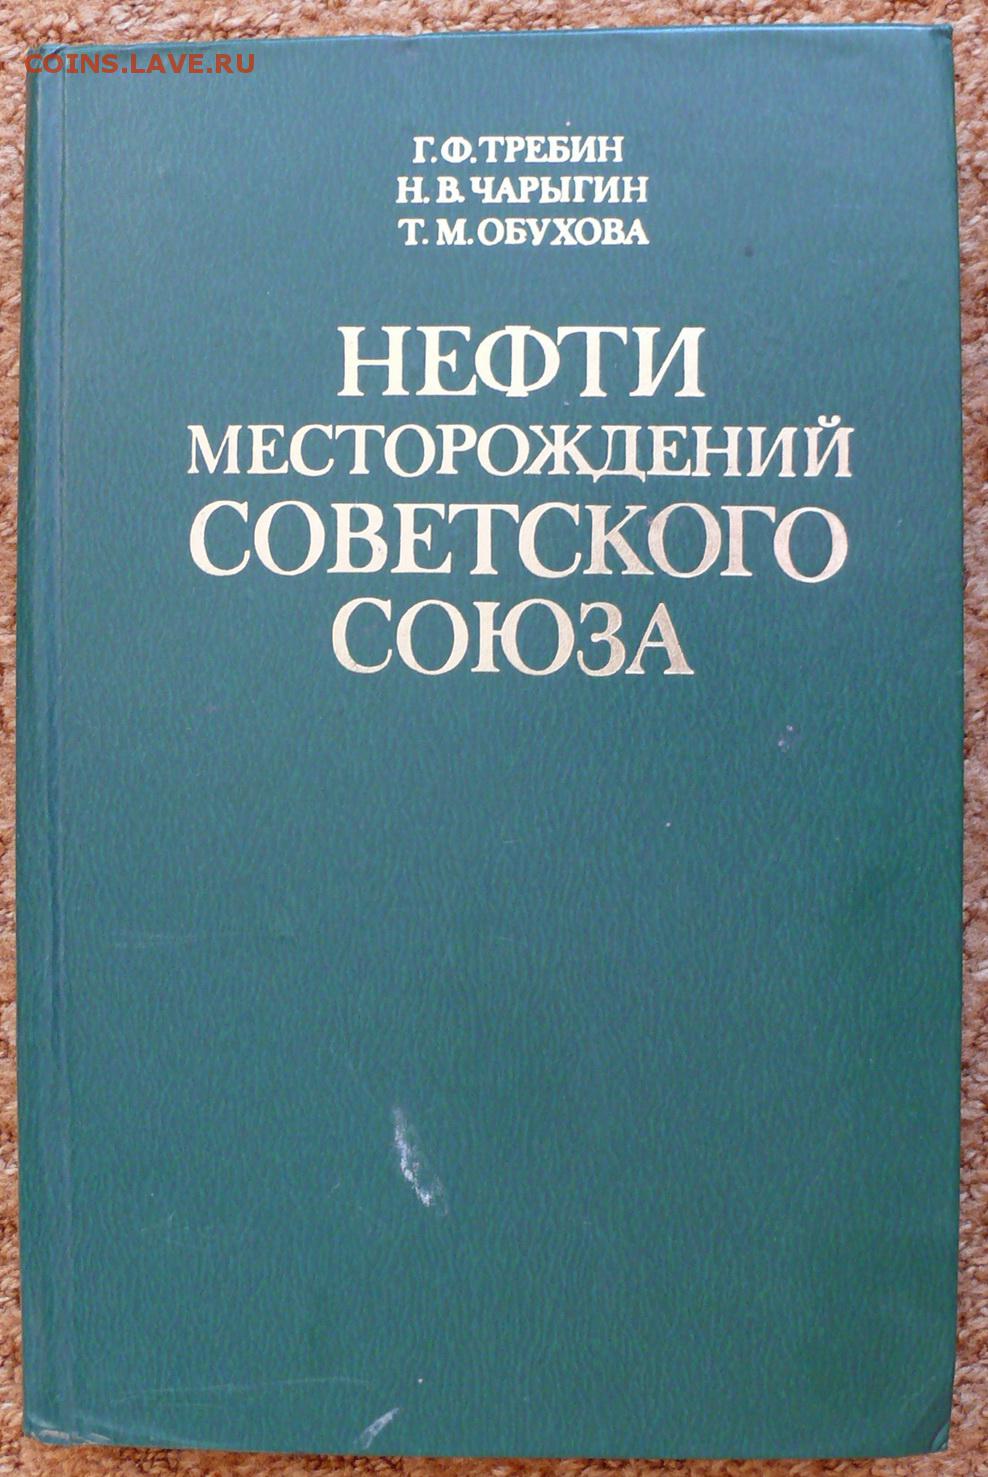 COINS.LAVE.RU
Г.Ф.ТРЕБИН
Н.В.ЧАРЫГИН
Т.М.ОБУХОВА
НЕФТИ
МЕСТОРОЖДЕНИЙ
СОВЕТСКОГО
СОЮЗА